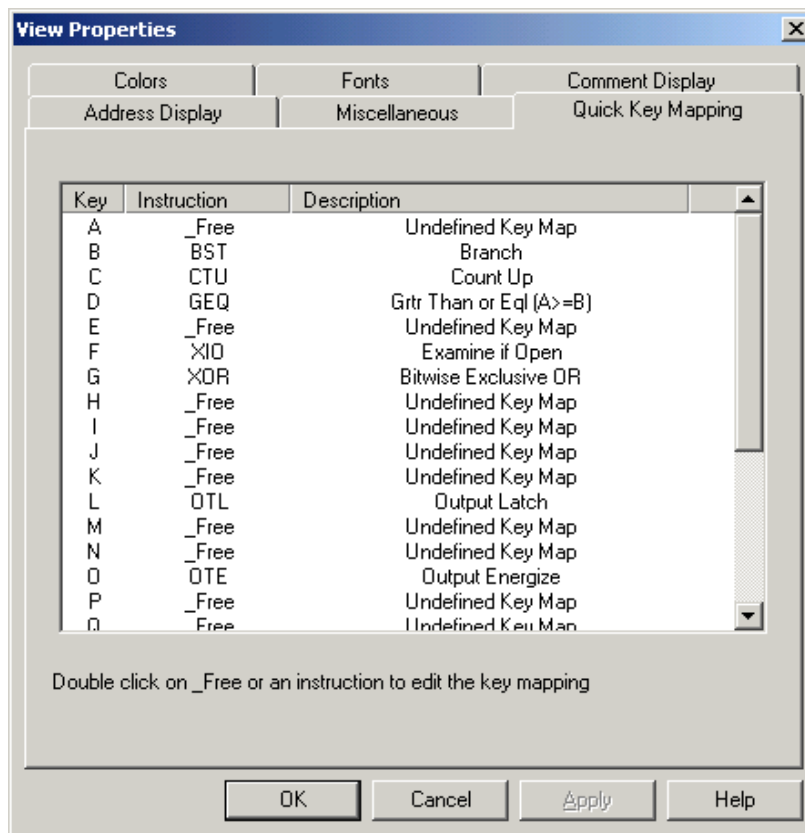 View Properties
Colors Fonts Comment Display
Address Display Miscellaneous Quick Key Mapping
Key Instruction Description
A _Free Undefined Key Map
B BST Branch
C CTU Count Up
D GEQ Grtr Than or Eql (A>=B)
E _Free Undefined Key Map
F XIO Examine if Open
G XOR Bitwise Exclusive OR
H _Free Undefined Key Map
I _Free Undefined Key Map
J _Free Undefined Key Map
K _Free Undefined Key Map
L OTL Output Latch
M _Free Undefined Key Map
N _Free Undefined Key Map
O OTE Output Energize
P _Free Undefined Key Map
Q _Free Undefined Key Map
Double click on _Free or an instruction to edit the key mapping
OK Cancel Apply Help